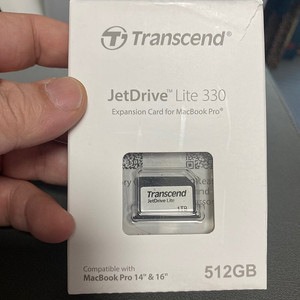 Transcend®
JetDrive™ Lite 330
Expansion Card for MacBook Pro®
Transcend
JetDrive Lite
1TB
Compatible with
MacBook Pro 14" & 16"
512GB